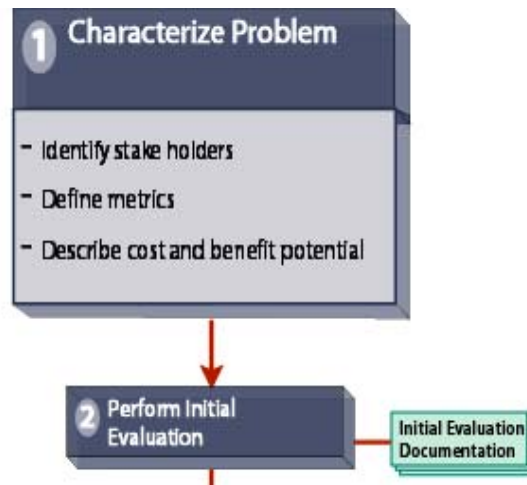 1 Characterize Problem
- Identify stake holders
- Define metrics
- Describe cost and benefit potential
2 Perform Initial
Evaluation
Initial Evaluation
Documentation